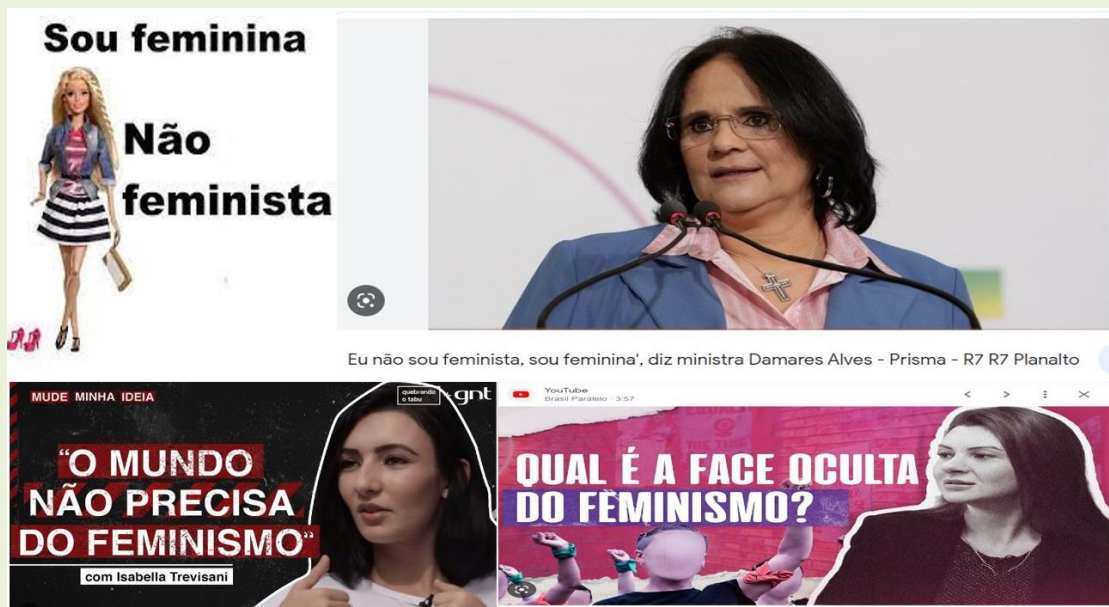 Sou feminina
Não
feminista
Eu não sou feminista, sou feminina', diz ministra Damares Alves - Prisma - R7 R7 Planalto
MUDE MINHA IDEIA
quebrando
o tabu
+gnt
“O MUNDO
NÃO PRECISA
DO FEMINISMO”
com Isabella Trevisani
YouTube
Brasil Paralelo · 3:57
QUAL É A FACE OCULTA
DO FEMINISMO?